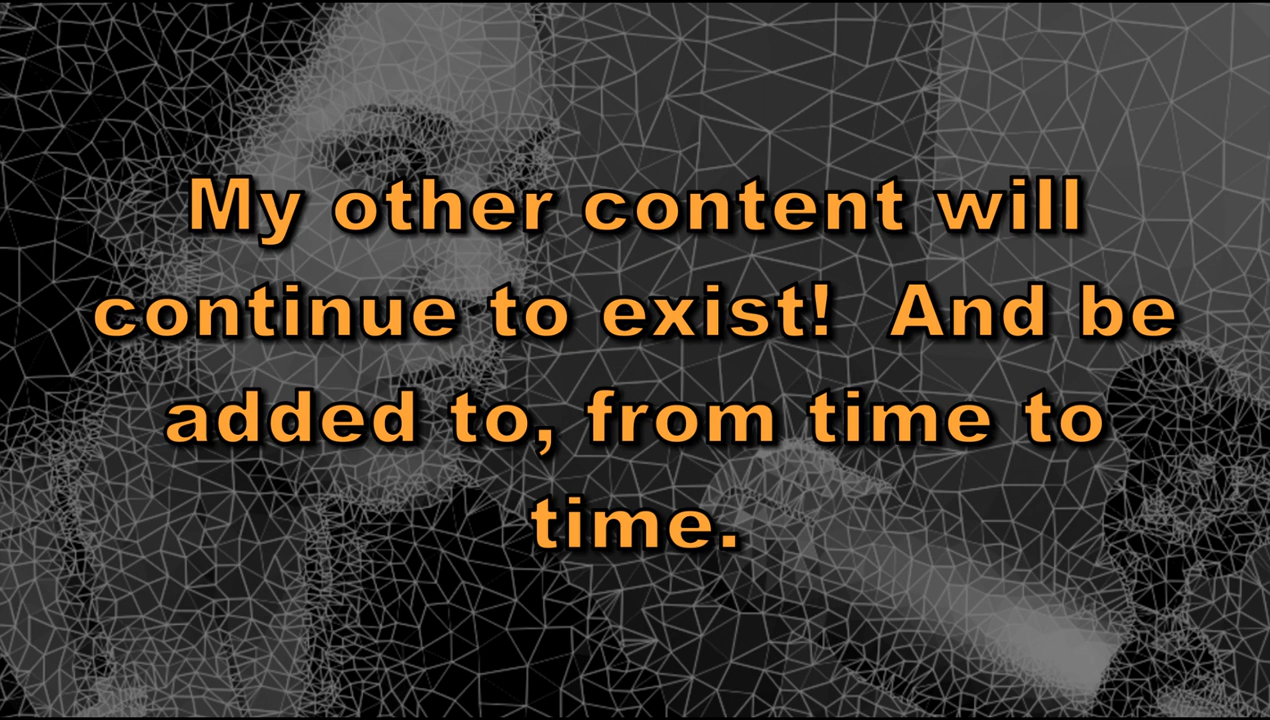 My other content will
continue to exist!  And be
added to, from time to
time.